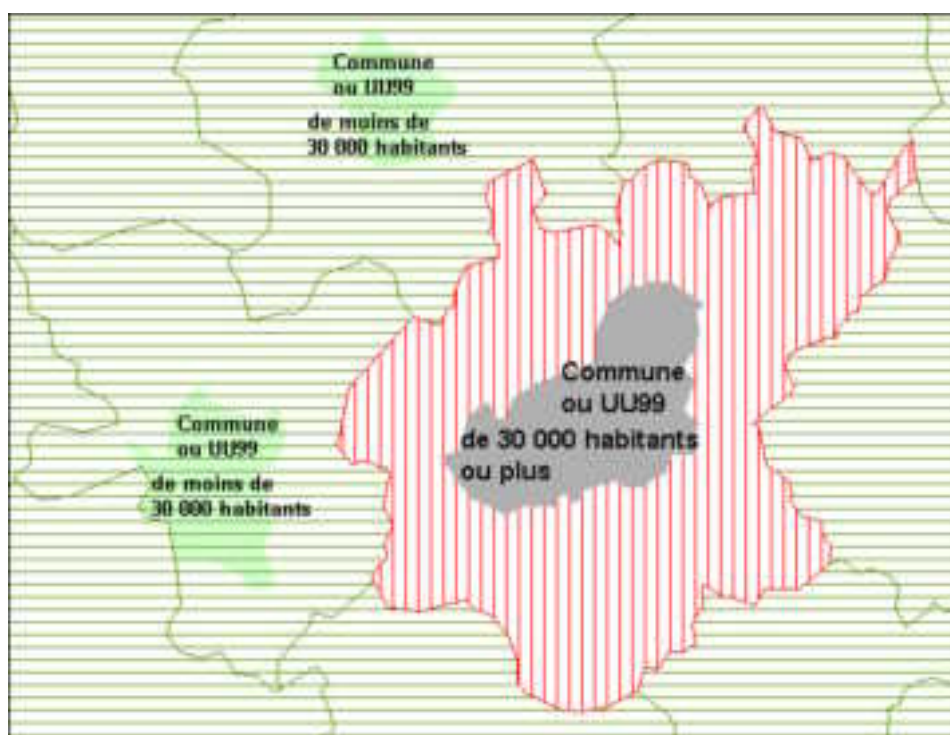 Commune
ou UU99
de moins de
30 000 habitants
Commune
ou UU99
de 30 000 habitants
ou plus
Commune
ou UU99
de moins de
30 000 habitants